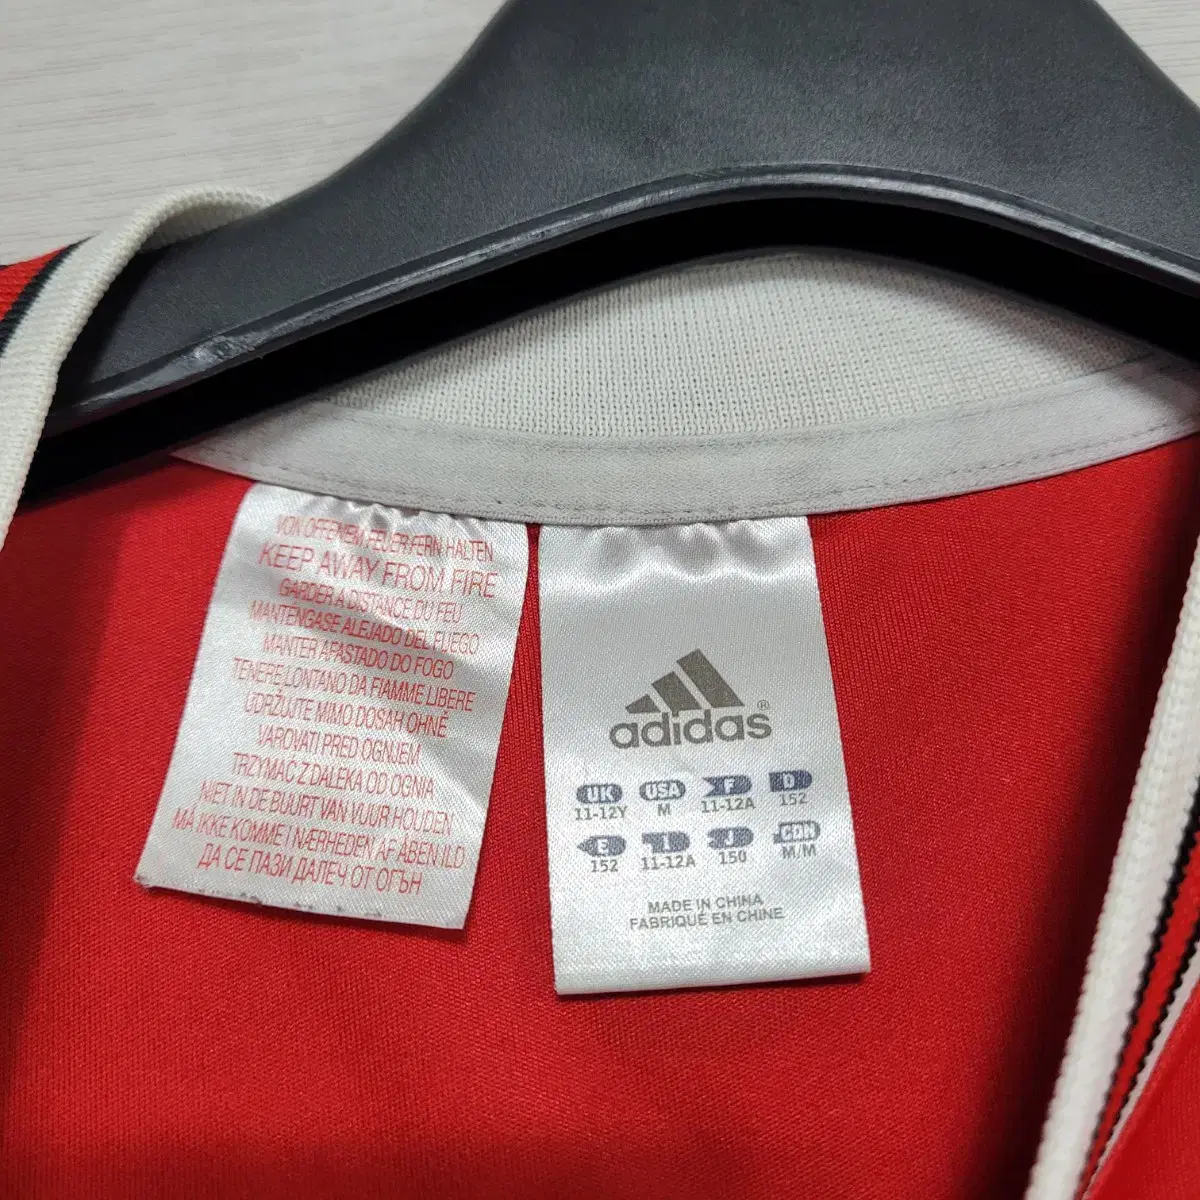 VON OFFENEM FEUER FERN HALTEN
KEEP AWAY FROM FIRE
GARDER A DISTANCE DU FEU
MANTÉNGASE ALEJADO DEL FUEGO
MANTER AFASTADO DO FOGO
TENERE LONTANO DA FIAMME LIBERE
UDRŽUJTE MIMO DOSAH OHNĚ
VAROVATI PRED OGNJEM
TRZYMAĆ Z DALEKA OD OGNIA
NIET IN DE BUURT VAN VUUR HOUDEN
MÅ IKKE KOMME I NÆRHEDEN AF ÅBEN ILD
ДА СЕ ПАЗИ ДАЛЕЧ ОТ ОГЪН
adidas®
UK USA F D
11-12Y M 11-12A 152
E I J CDN
152 11-12A 150 M/M
MADE IN CHINA
FABRIQUÉ EN CHINE